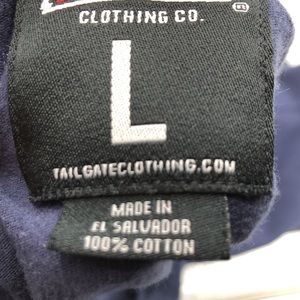 CLOTHING CO.
L
TAILGATECLOTHING.COM
MADE IN
EL SALVADOR
100% COTTON